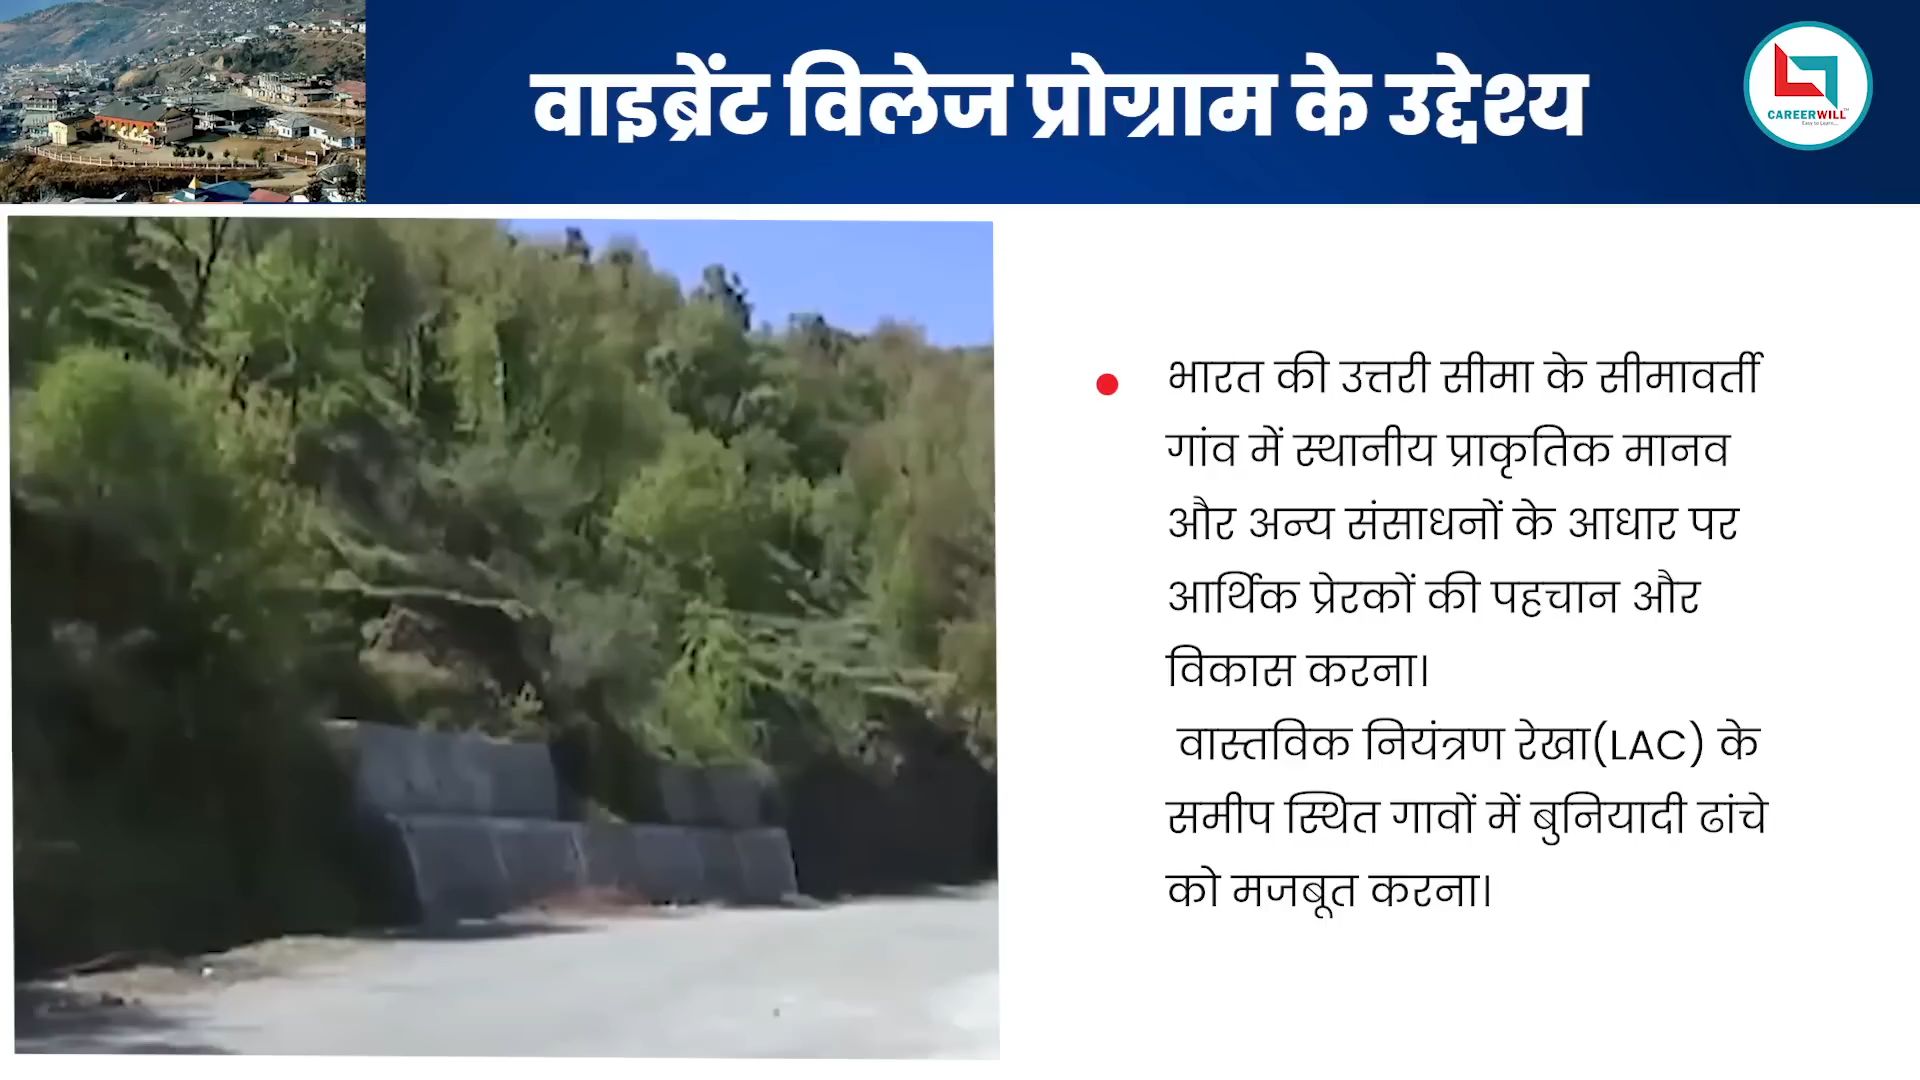 वाइब्रेंट विलेज प्रोग्राम के उद्देश्य
CAREERWILL
भारत की उत्तरी सीमा के सीमावर्ती
गांव में स्थानीय प्राकृतिक मानव
और अन्य संसाधनों के आधार पर
आर्थिक प्रेरकों की पहचान और
विकास करना।
वास्तविक नियंत्रण रेखा(LAC) के
समीप स्थित गावों में बुनियादी ढांचे
को मजबूत करना।